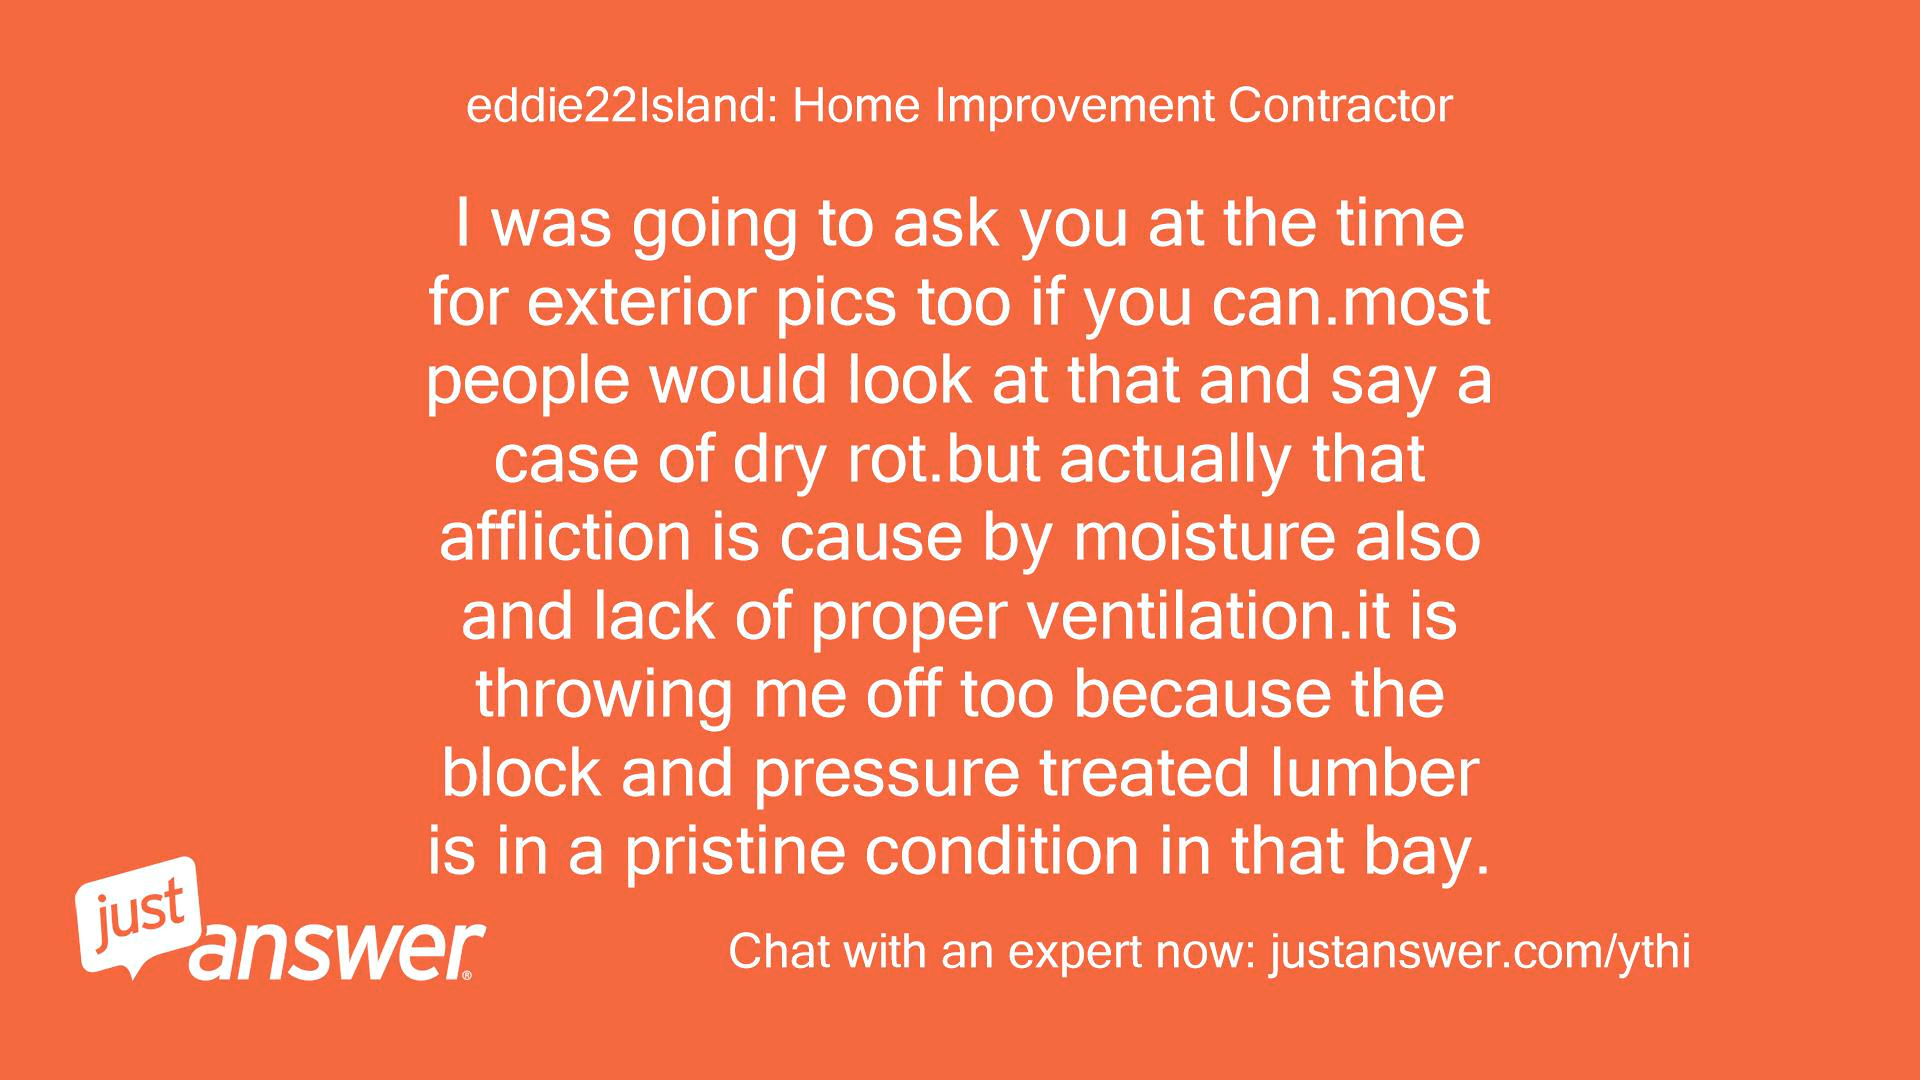 eddie22Island: Home Improvement Contractor
I was going to ask you at the time
for exterior pics too if you can.most
people would look at that and say a
case of dry rot.but actually that
affliction is cause by moisture also
and lack of proper ventilation.it is
throwing me off too because the
block and pressure treated lumber
is in a pristine condition in that bay.
just
answer®
Chat with an expert now: justanswer.com/ythi